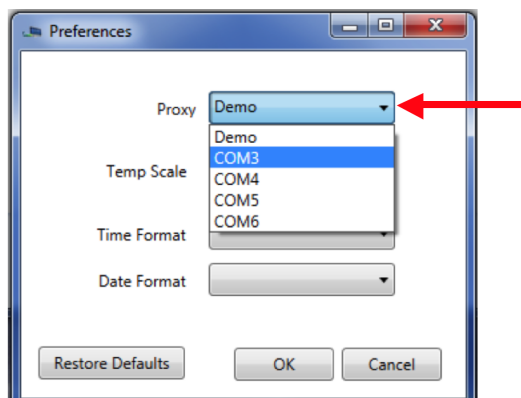 Preferences
Proxy Demo
Demo
COM3
Temp Scale
COM4
COM5
COM6
Time Format
Date Format
Restore Defaults OK Cancel